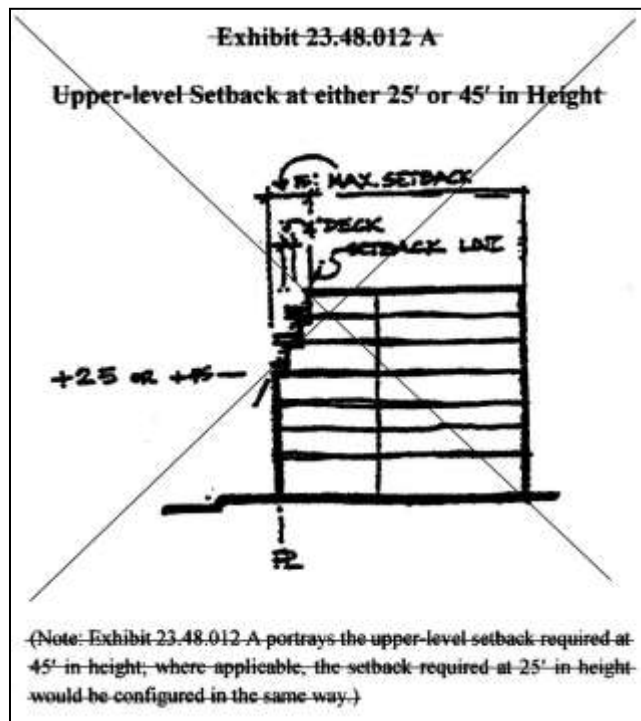 Exhibit 23.48.012 A
Upper-level Setback at either 25' or 45' in Height
MAX. SETBACK
DECK
SETBACK LINE
+25 OR +45
PL
(Note: Exhibit 23.48.012 A portrays the upper-level setback required at
45' in height; where applicable, the setback required at 25' in height
would be configured in the same way.)